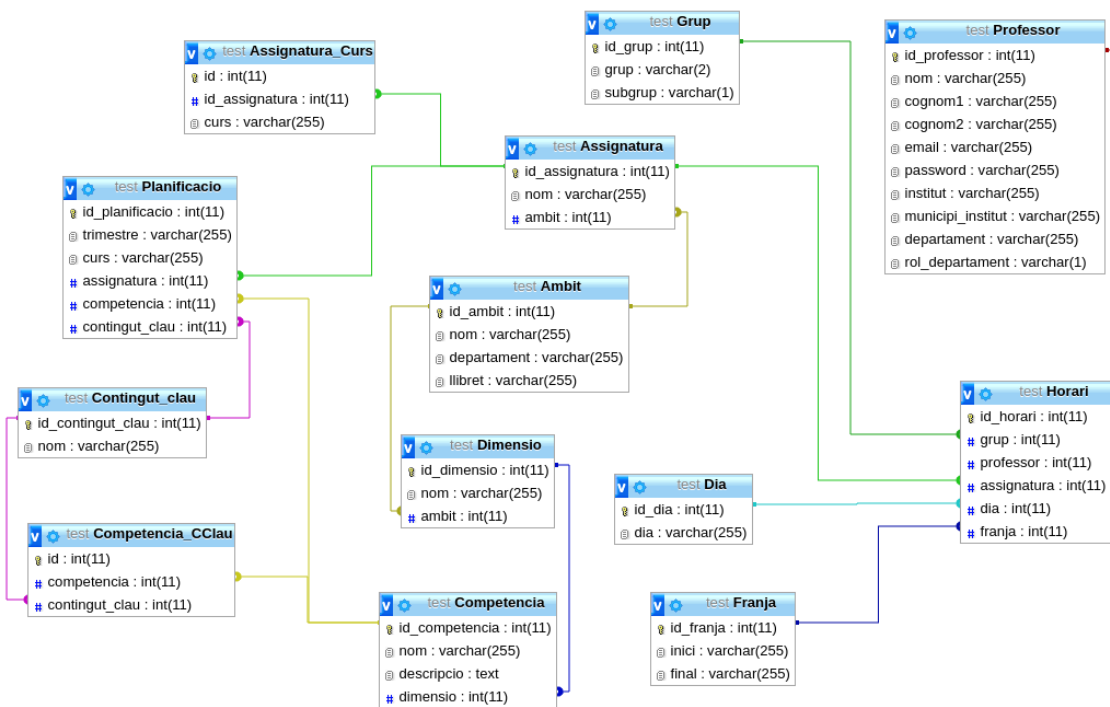 test Grup
id_grup : int(11)
grup : varchar(2)
subgrup : varchar(1)
test Professor
id_professor : int(11)
nom : varchar(255)
cognom1 : varchar(255)
cognom2 : varchar(255)
email : varchar(255)
password : varchar(255)
institut : varchar(255)
municipi_institut : varchar(255)
departament : varchar(255)
rol_departament : varchar(1)
test Assignatura_Curs
id : int(11)
id_assignatura : int(11)
curs : varchar(255)
test Assignatura
id_assignatura : int(11)
nom : varchar(255)
ambit : int(11)
test Planificacio
id_planificacio : int(11)
trimestre : varchar(255)
curs : varchar(255)
assignatura : int(11)
competencia : int(11)
contingut_clau : int(11)
test Ambit
id_ambit : int(11)
nom : varchar(255)
departament : varchar(255)
llibret : varchar(255)
test Contingut_clau
id_contingut_clau : int(11)
nom : varchar(255)
test Horari
id_horari : int(11)
grup : int(11)
professor : int(11)
assignatura : int(11)
dia : int(11)
franja : int(11)
test Dimensio
id_dimensio : int(11)
nom : varchar(255)
ambit : int(11)
test Dia
id_dia : int(11)
dia : varchar(255)
test Competencia_CClau
id : int(11)
competencia : int(11)
contingut_clau : int(11)
test Competencia
id_competencia : int(11)
nom : varchar(255)
descripcio : text
dimensio : int(11)
test Franja
id_franja : int(11)
inici : varchar(255)
final : varchar(255)